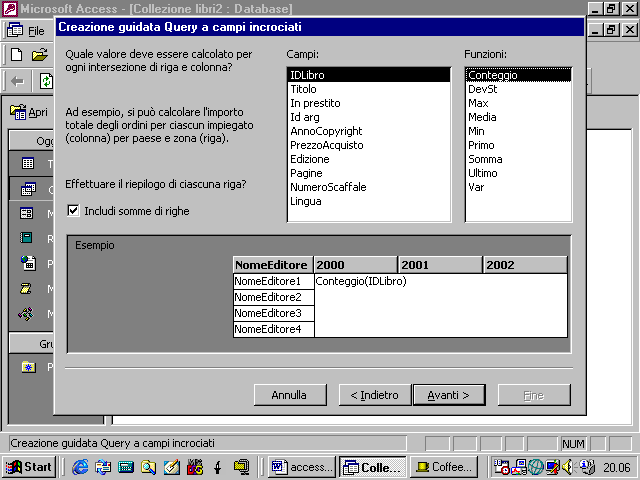 Microsoft Access - [Collezione libri2 : Database]
File
Creazione guidata Query a campi incrociati
Quale valore deve essere calcolato per
ogni intersezione di riga e colonna?
Ad esempio, si può calcolare l'importo
totale degli ordini per ciascun impiegato
(colonna) per paese e zona (riga).
Effettuare il riepilogo di ciascuna riga?
Includi somme di righe
Campi:
IDLibro
Titolo
In prestito
Id arg
AnnoCopyright
PrezzoAcquisto
Edizione
Pagine
NumeroScaffale
Lingua
Funzioni:
Conteggio
DevSt
Max
Media
Min
Primo
Somma
Ultimo
Var
Apri
Ogg
T
M
R
P
M
Gru
P
Esempio
NomeEditore 2000 2001 2002
NomeEditore1 Conteggio(IDLibro)
NomeEditore2
NomeEditore3
NomeEditore4
Annulla < Indietro Avanti > Fine
Creazione guidata Query a campi incrociati NUM
Start access... Colle... Coffee... 20.06